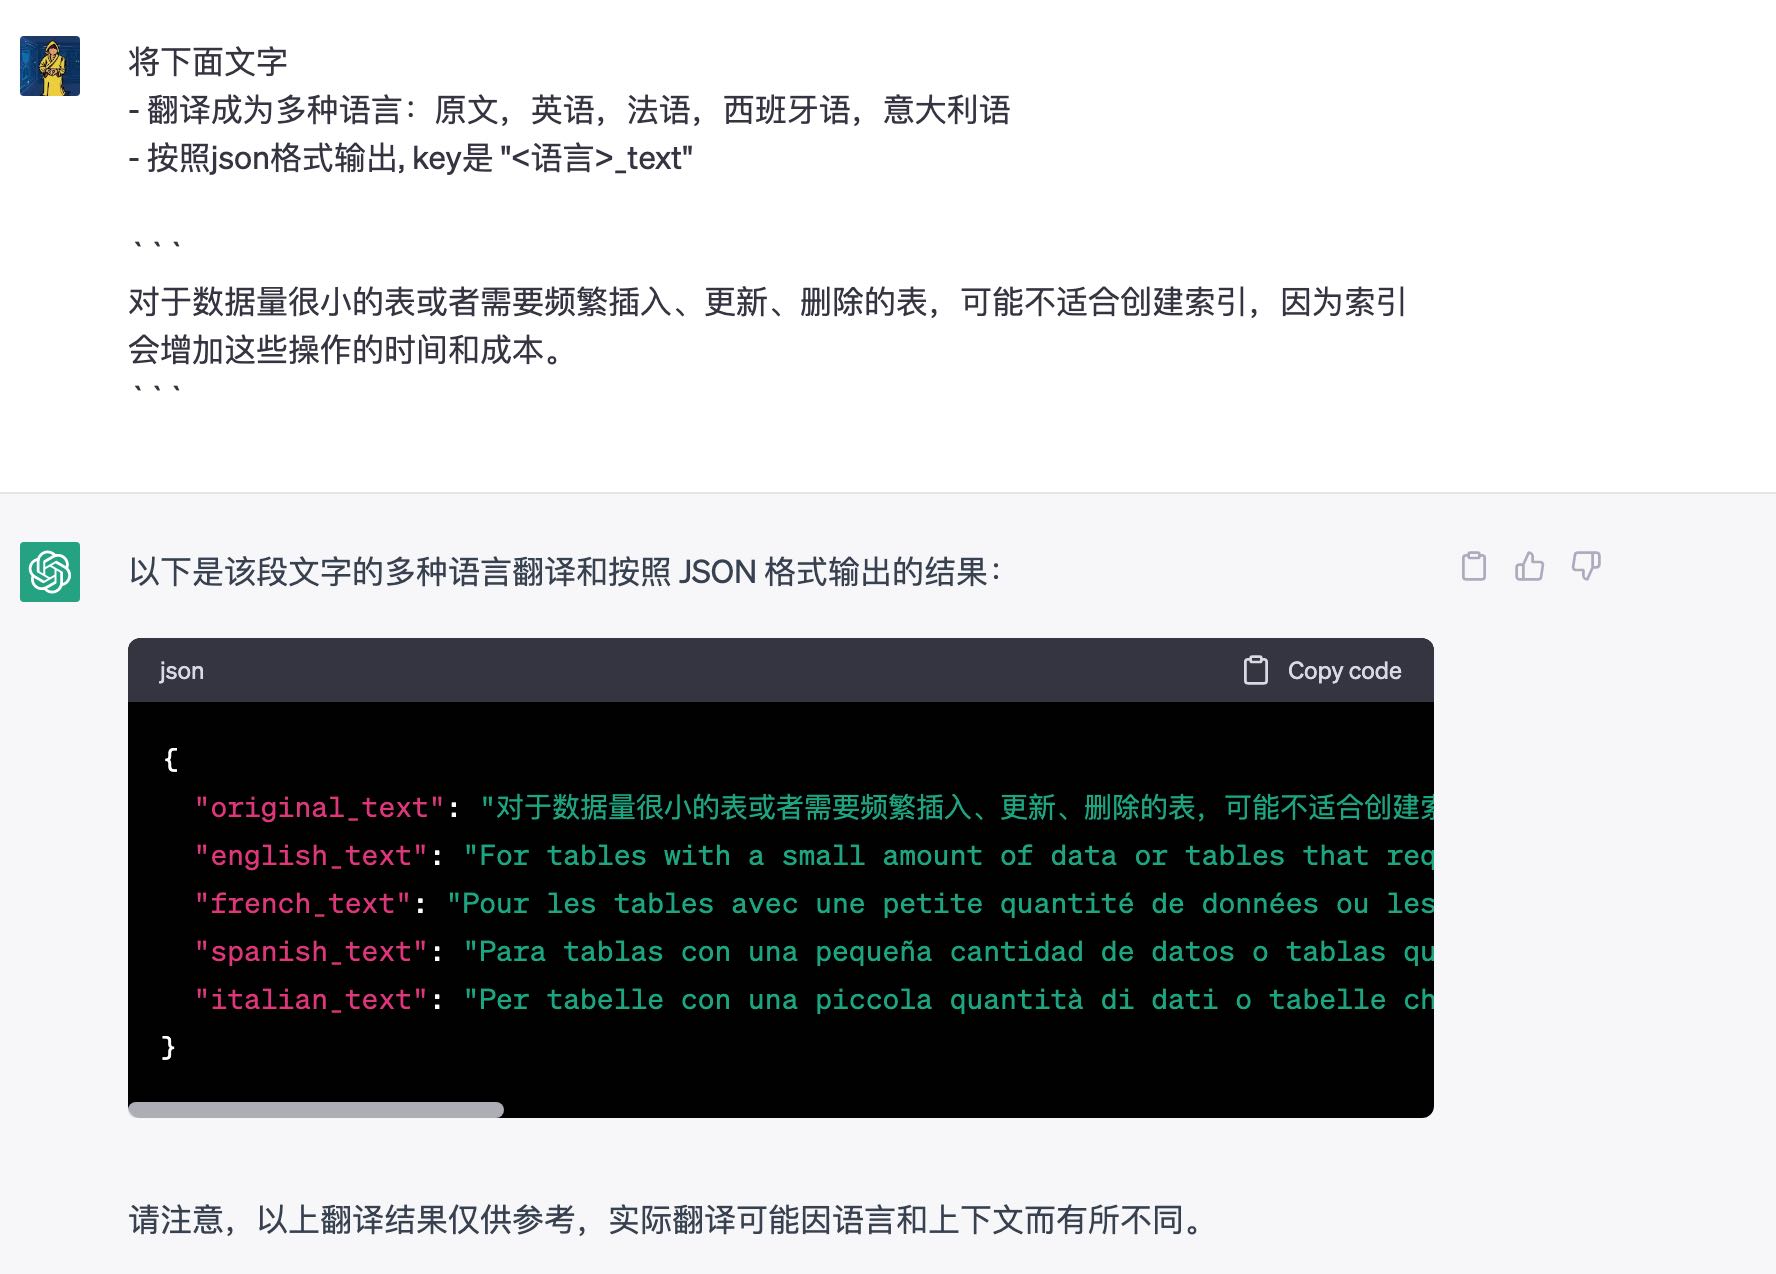 将下面文字
- 翻译成为多种语言：原文，英语，法语，西班牙语，意大利语
- 按照json格式输出, key是 "<语言>_text"
```
对于数据量很小的表或者需要频繁插入、更新、删除的表，可能不适合创建索引，因为索引
会增加这些操作的时间和成本。
```
以下是该段文字的多种语言翻译和按照 JSON 格式输出的结果：
json
Copy code
{
"original_text": "对于数据量很小的表或者需要频繁插入、更新、删除的表，可能不适合创建索
"english_text": "For tables with a small amount of data or tables that req
"french_text": "Pour les tables avec une petite quantité de données ou les
"spanish_text": "Para tablas con una pequeña cantidad de datos o tablas qu
"italian_text": "Per tabelle con una piccola quantità di dati o tabelle ch
}
请注意，以上翻译结果仅供参考，实际翻译可能因语言和上下文而有所不同。